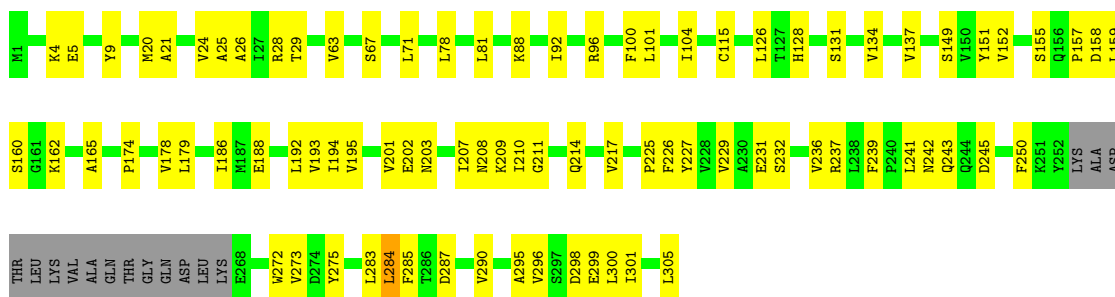 M1 K4 E5 Y9 M20 A21 V24 A25 A26 I27 R28 T29 V63 S67 L71 L78 L81 K88 I92 R96 F100 L101 I104 C115 L126 T127 H128 S131 V134 V137 S149 V150 Y151 V152 S155 Q156 P157 D158 L159
S160 G161 K162 A165 P174 V178 L179 I186 M187 E188 L192 V193 I194 V195 V201 E202 N203 I207 N208 K209 I210 G211 Q214 V217 P225 F226 Y227 V228 V229 A230 E231 S232 V236 R237 L238 F239 P240 L241 N242 Q243 Q244 D245 F250 K251 Y252 LYS ALA ASP
THR LEU LYS VAL ALA GLN THR GLY GLN ASP LEU LYS E268 W272 V273 D274 Y275 L283 L284 F285 T286 D287 V290 A295 V296 S297 D298 E299 L300 I301 L305